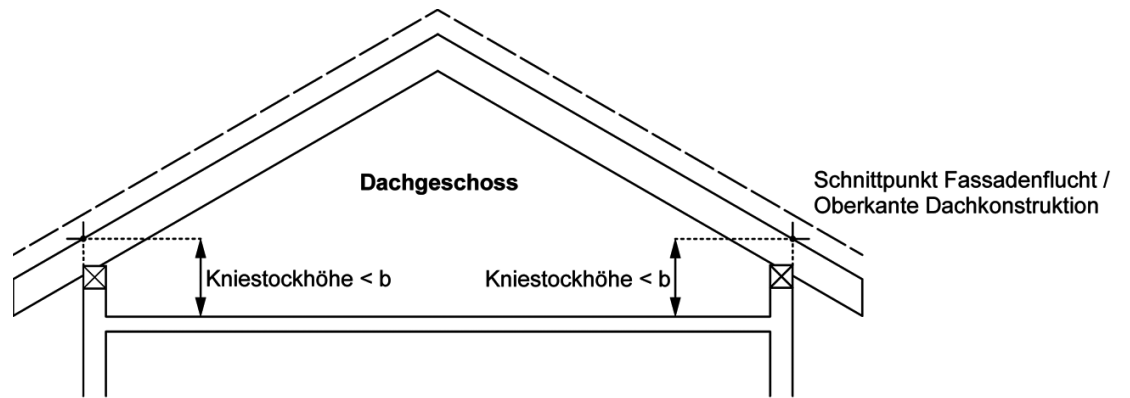 Dachgeschoss
Schnittpunkt Fassadenflucht /
Oberkante Dachkonstruktion
Kniestockhöhe < b
Kniestockhöhe < b